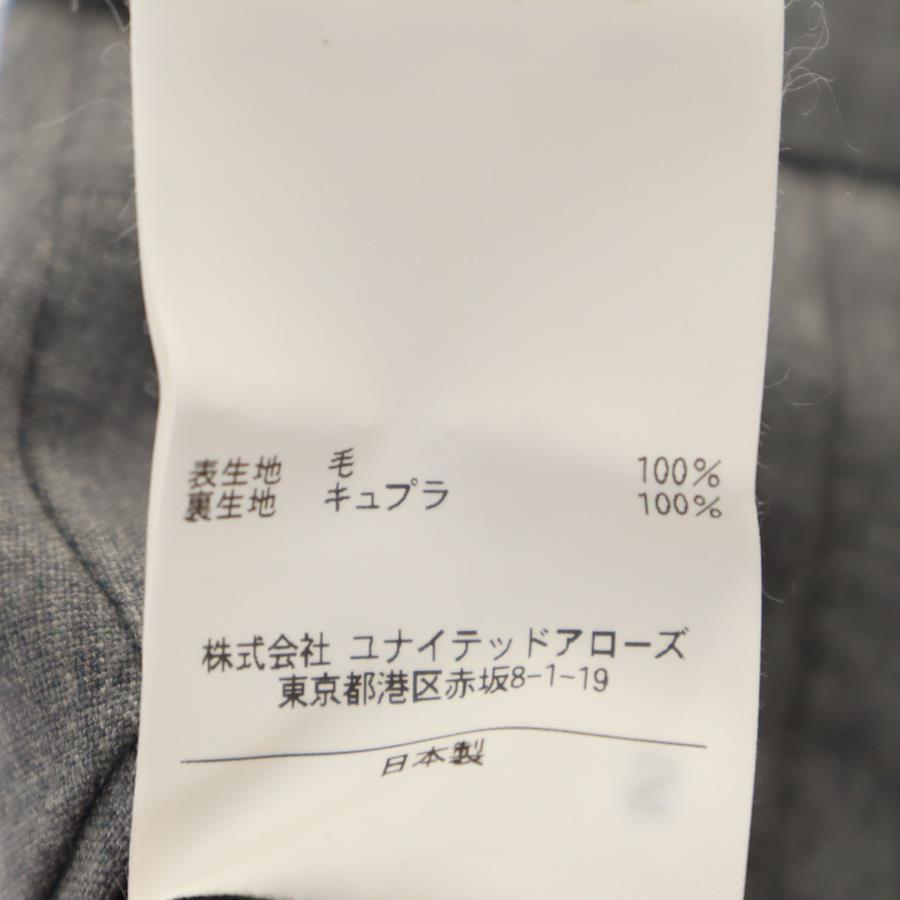 表生地 毛 100%
裏生地 キュプラ 100%
株式会社 ユナイテッドアローズ
東京都港区赤坂8-1-19
日本製